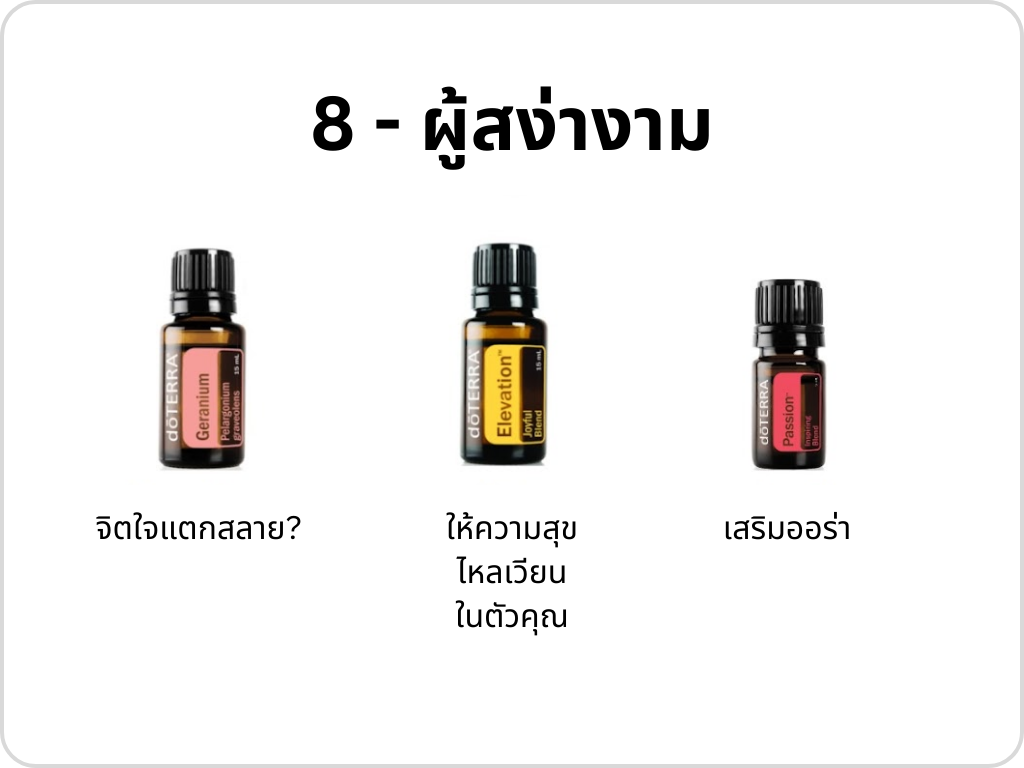 8 - ผู้สง่างาม
dōTERRA
Geranium
Pelargonium
graveolens
15 mL
dōTERRA
Elevation™
Joyful
Blend
15 mL
dōTERRA
Passion™
Inspiring
Blend
จิตใจแตกสลาย?
ให้ความสุข
ไหลเวียน
ในตัวคุณ
เสริมออร่า